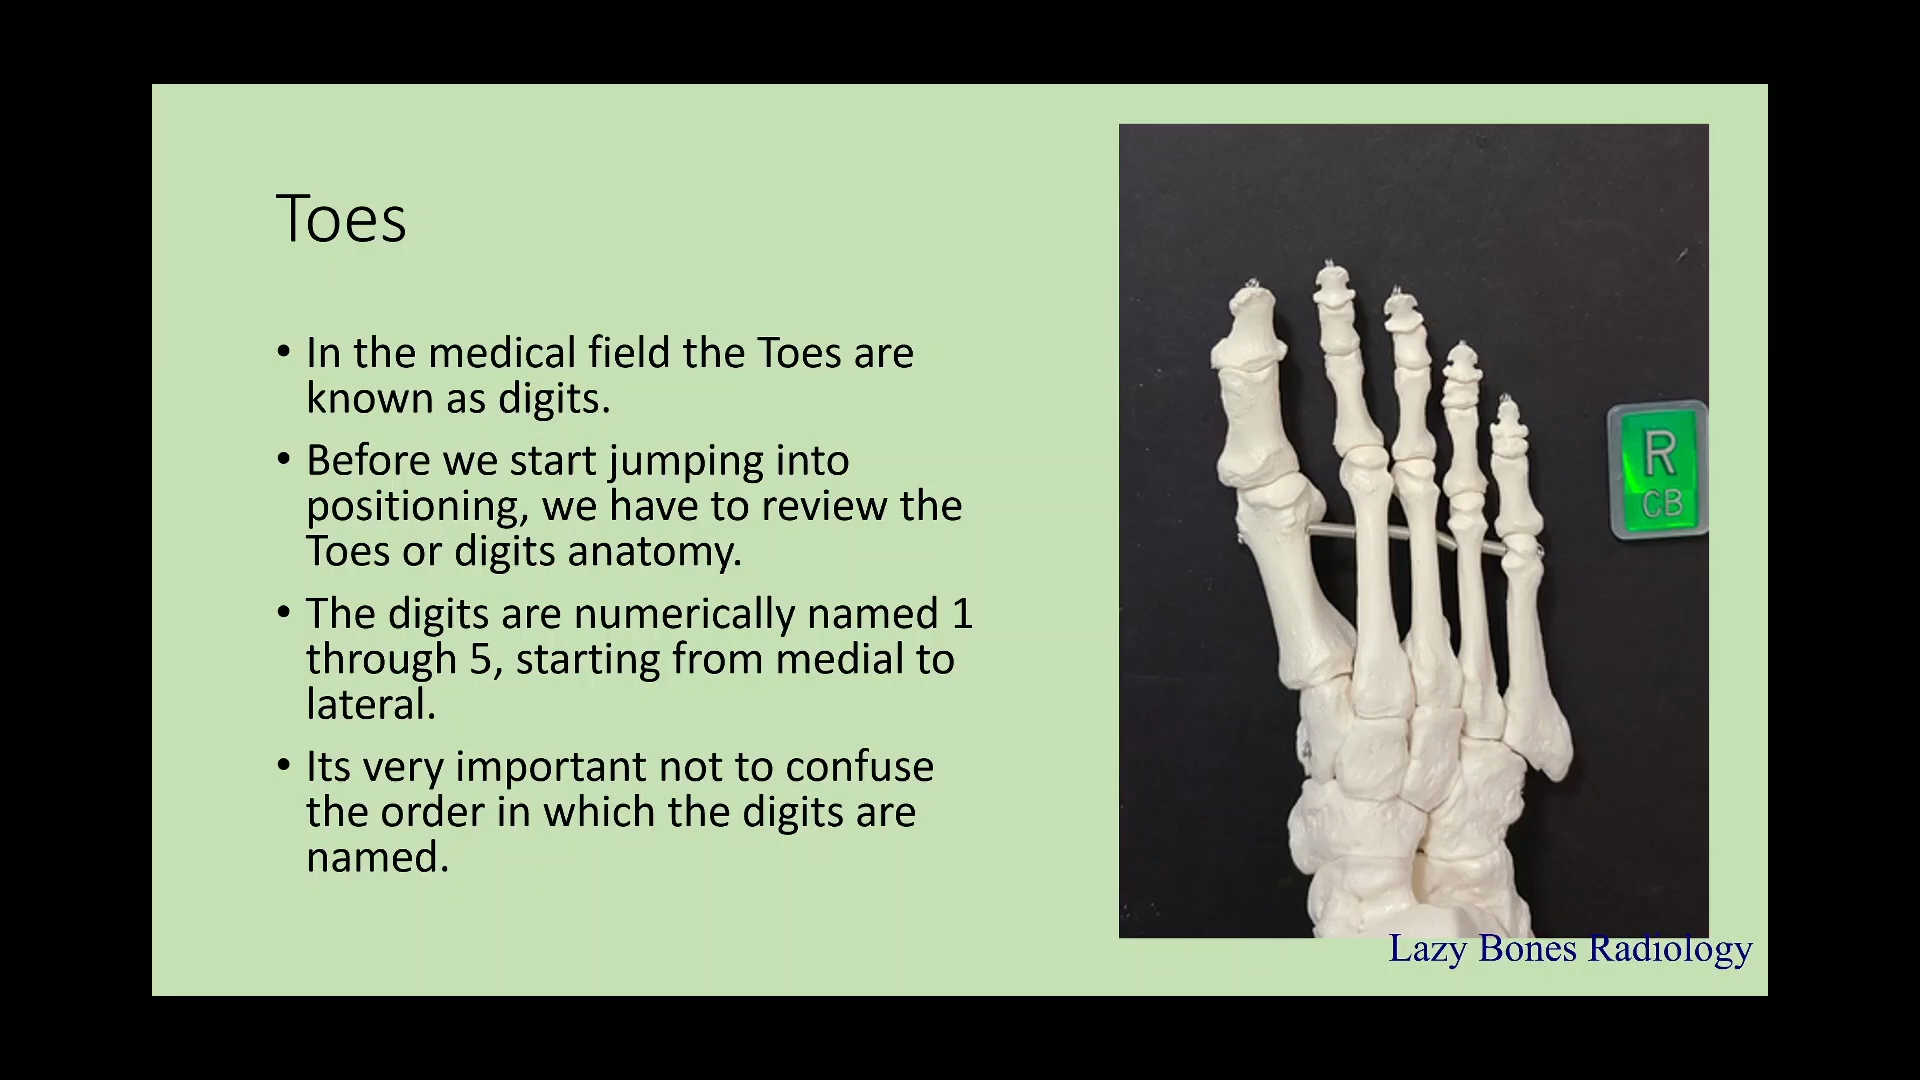 Toes
• In the medical field the Toes are
known as digits.
• Before we start jumping into
positioning, we have to review the
Toes or digits anatomy.
• The digits are numerically named 1
through 5, starting from medial to
lateral.
• Its very important not to confuse
the order in which the digits are
named.
R
CB
Lazy Bones Radiology